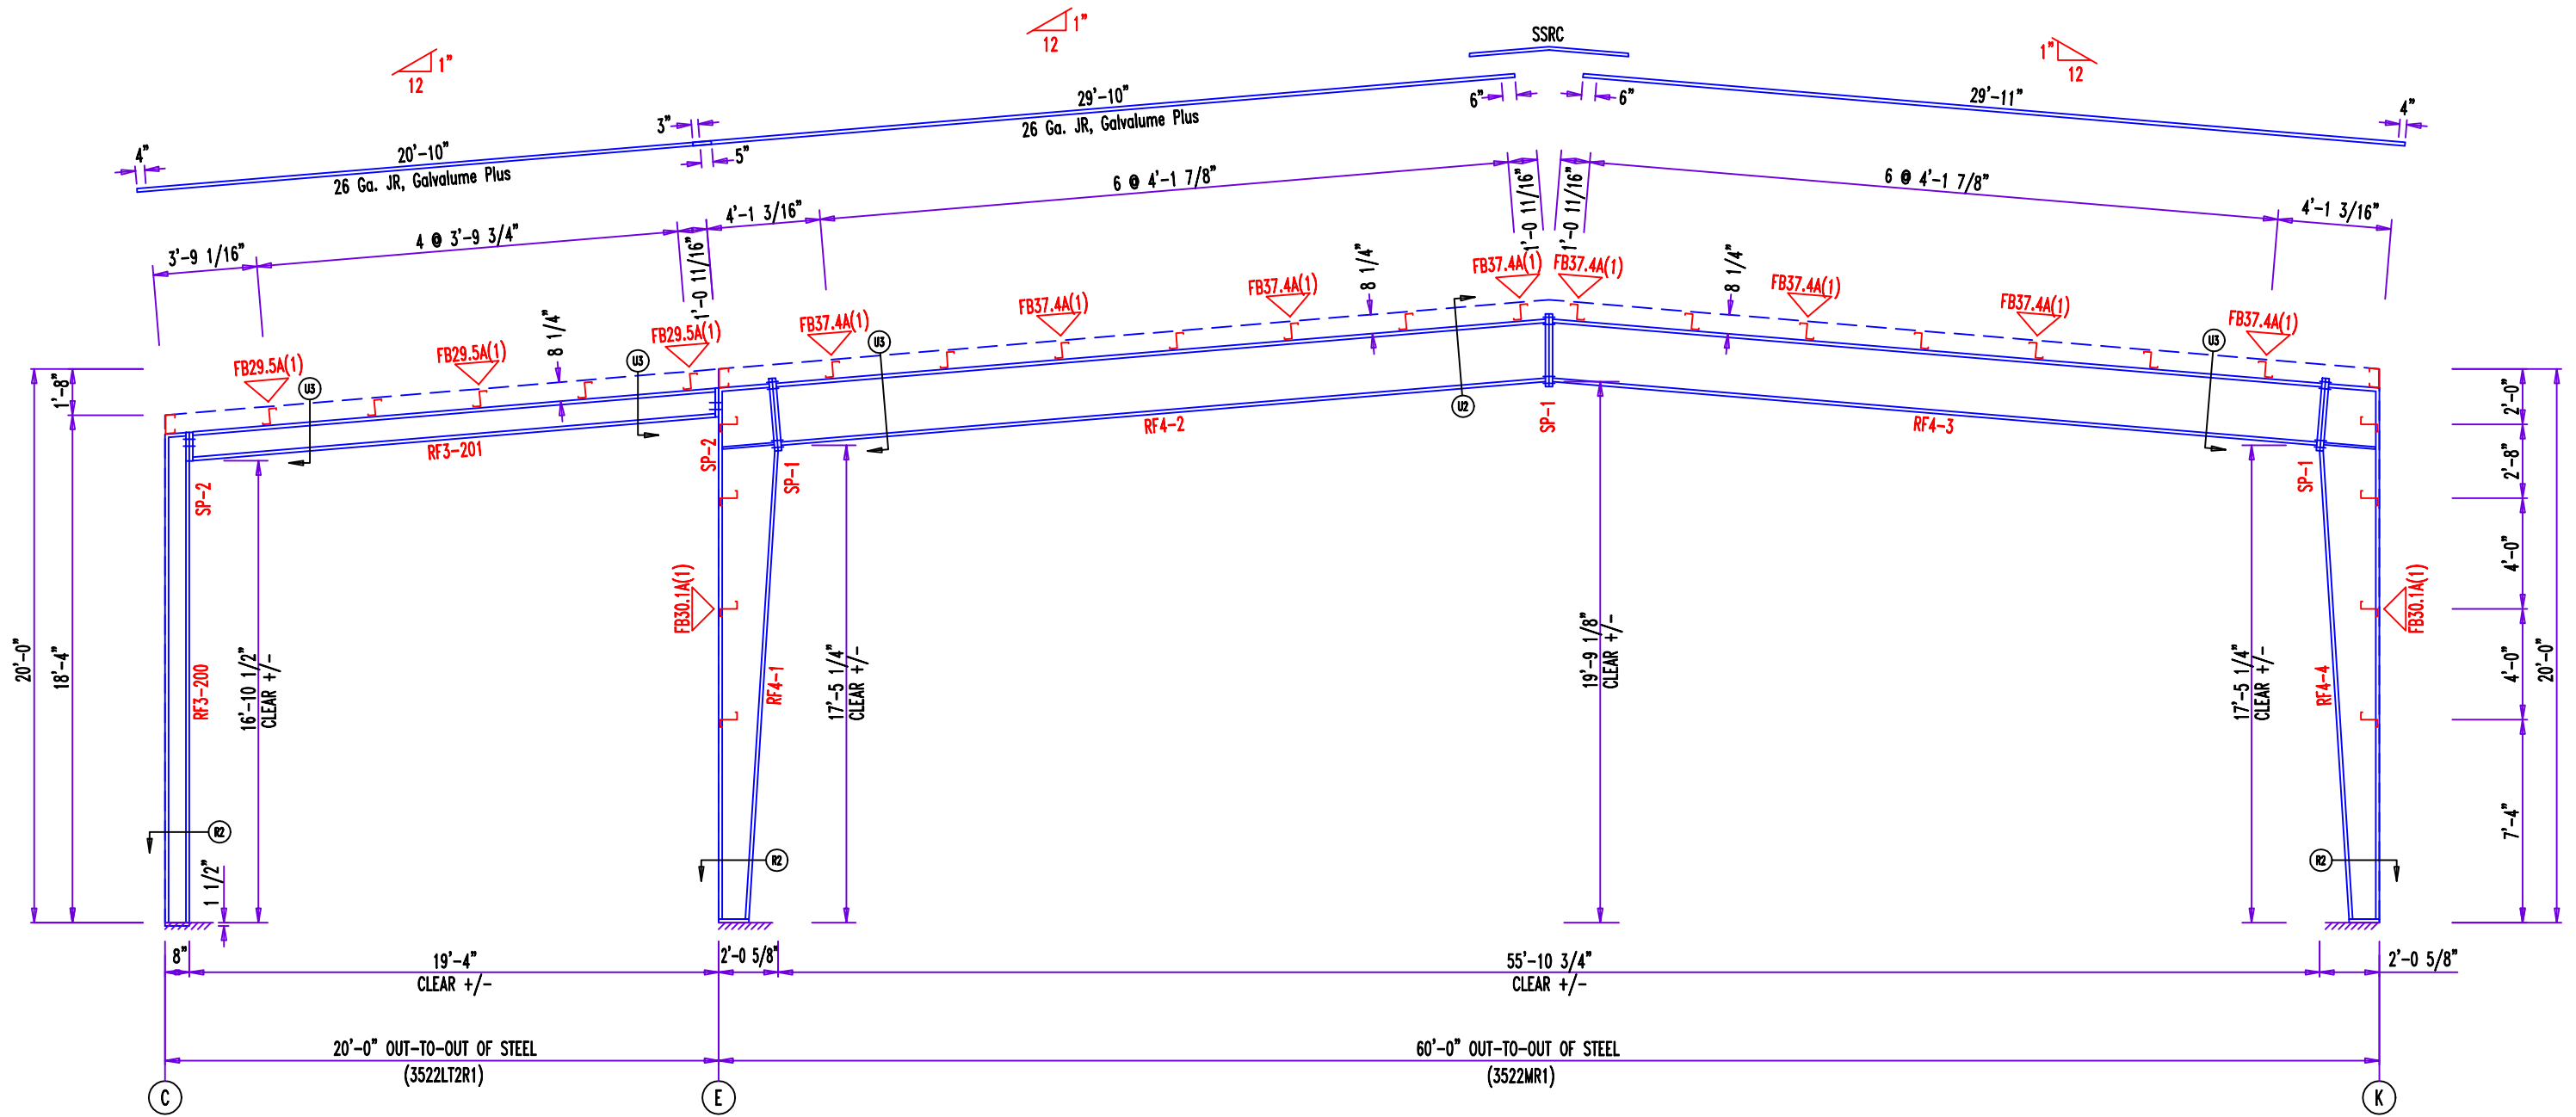 SSRC
1"
12
1"
12
1"
12
29'-10"
26 Ga. JR, Galvalume Plus
6"
6"
29'-11"
4"
3"
5"
4"
20'-10"
26 Ga. JR, Galvalume Plus
6 @ 4'-1 7/8"
1'-0 11/16"
1'-0 11/16"
6 @ 4'-1 7/8"
4'-1 3/16"
3'-9 1/16"
4 @ 3'-9 3/4"
1'-0 11/16"
4'-1 3/16"
8 1/4"
8 1/4"
8 1/4"
FB29.5A(1)
FB29.5A(1)
FB29.5A(1)
FB37.4A(1)
FB37.4A(1)
FB37.4A(1)
FB37.4A(1)
FB37.4A(1)
FB37.4A(1)
FB37.4A(1)
FB37.4A(1)
U3
U3
U3
U2
U3
1'-8"
20'-0"
18'-4"
SP-2
RF3-201
SP-2
SP-1
RF4-2
SP-1
RF4-3
SP-1
2'-0"
2'-8"
4'-0"
4'-0"
7'-4"
20'-0"
FB30.1A(1)
FB30.1A(1)
RF3-200
16'-10 1/2"
CLEAR +/-
RF4-1
17'-5 1/4"
CLEAR +/-
19'-9 1/8"
CLEAR +/-
17'-5 1/4"
CLEAR +/-
RF4-4
R2
R2
R2
1 1/2"
8"
19'-4"
CLEAR +/-
2'-0 5/8"
55'-10 3/4"
CLEAR +/-
2'-0 5/8"
20'-0" OUT-TO-OUT OF STEEL
(3522LT2R1)
60'-0" OUT-TO-OUT OF STEEL
(3522MR1)
C
E
K